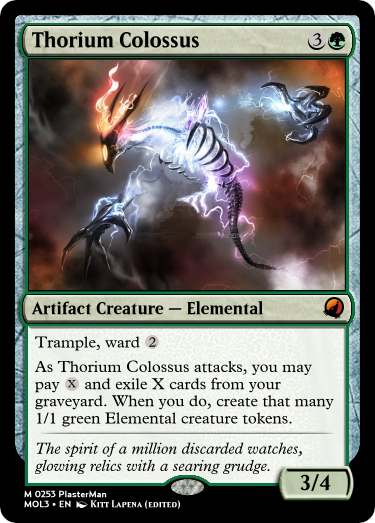 Thorium Colossus 3
Artifact Creature — Elemental
Trample, ward 2
As Thorium Colossus attacks, you may
pay X and exile X cards from your
graveyard. When you do, create that many
1/1 green Elemental creature tokens.
The spirit of a million discarded watches,
glowing relics with a searing grudge.
3/4
M 0253 PlasterMan
MOL3 • EN Kitt Lapena (edited)